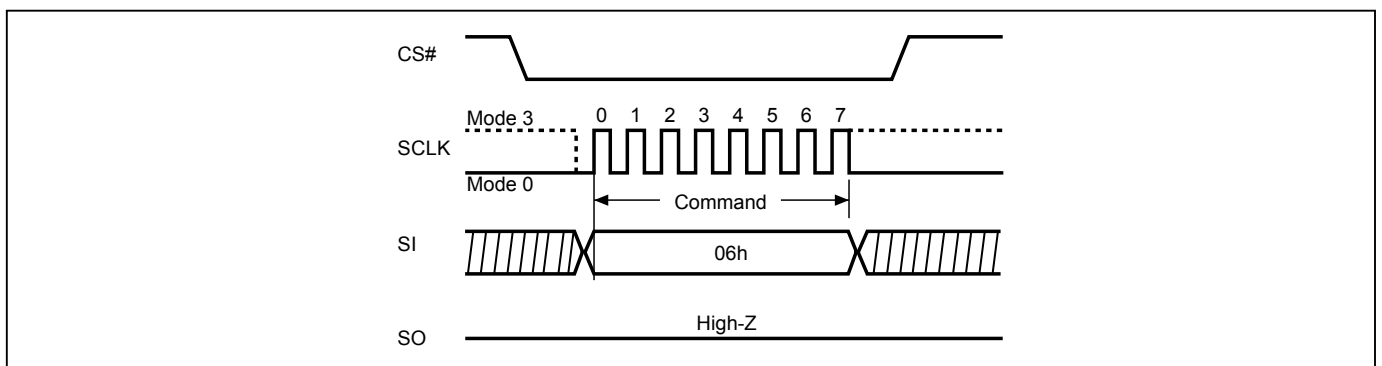 CS#
Mode 3
0 1 2 3 4 5 6 7
SCLK
Mode 0
Command
SI
06h
High-Z
SO